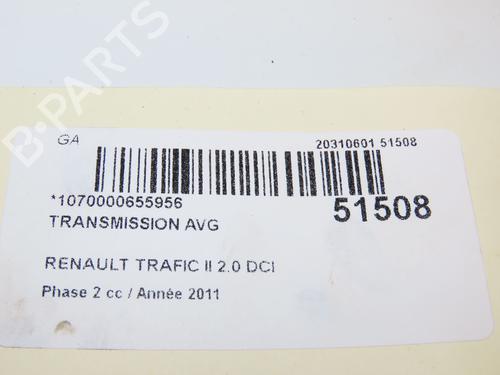 B-PARTS
GA
20310601 51508
*1070000655956
51508
TRANSMISSION AVG
RENAULT TRAFIC II 2.0 DCI
Phase 2 cc / Année 2011